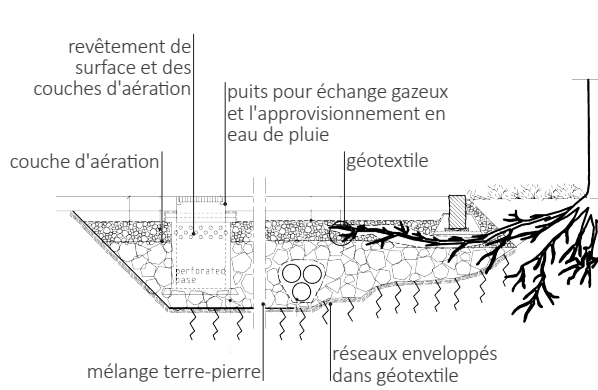 revêtement de
surface et des
couches d'aération
puits pour échange gazeux
et l'approvisionnement en
eau de pluie
couche d'aération
géotextile
perforated
base
mélange terre-pierre
réseaux enveloppés
dans géotextile